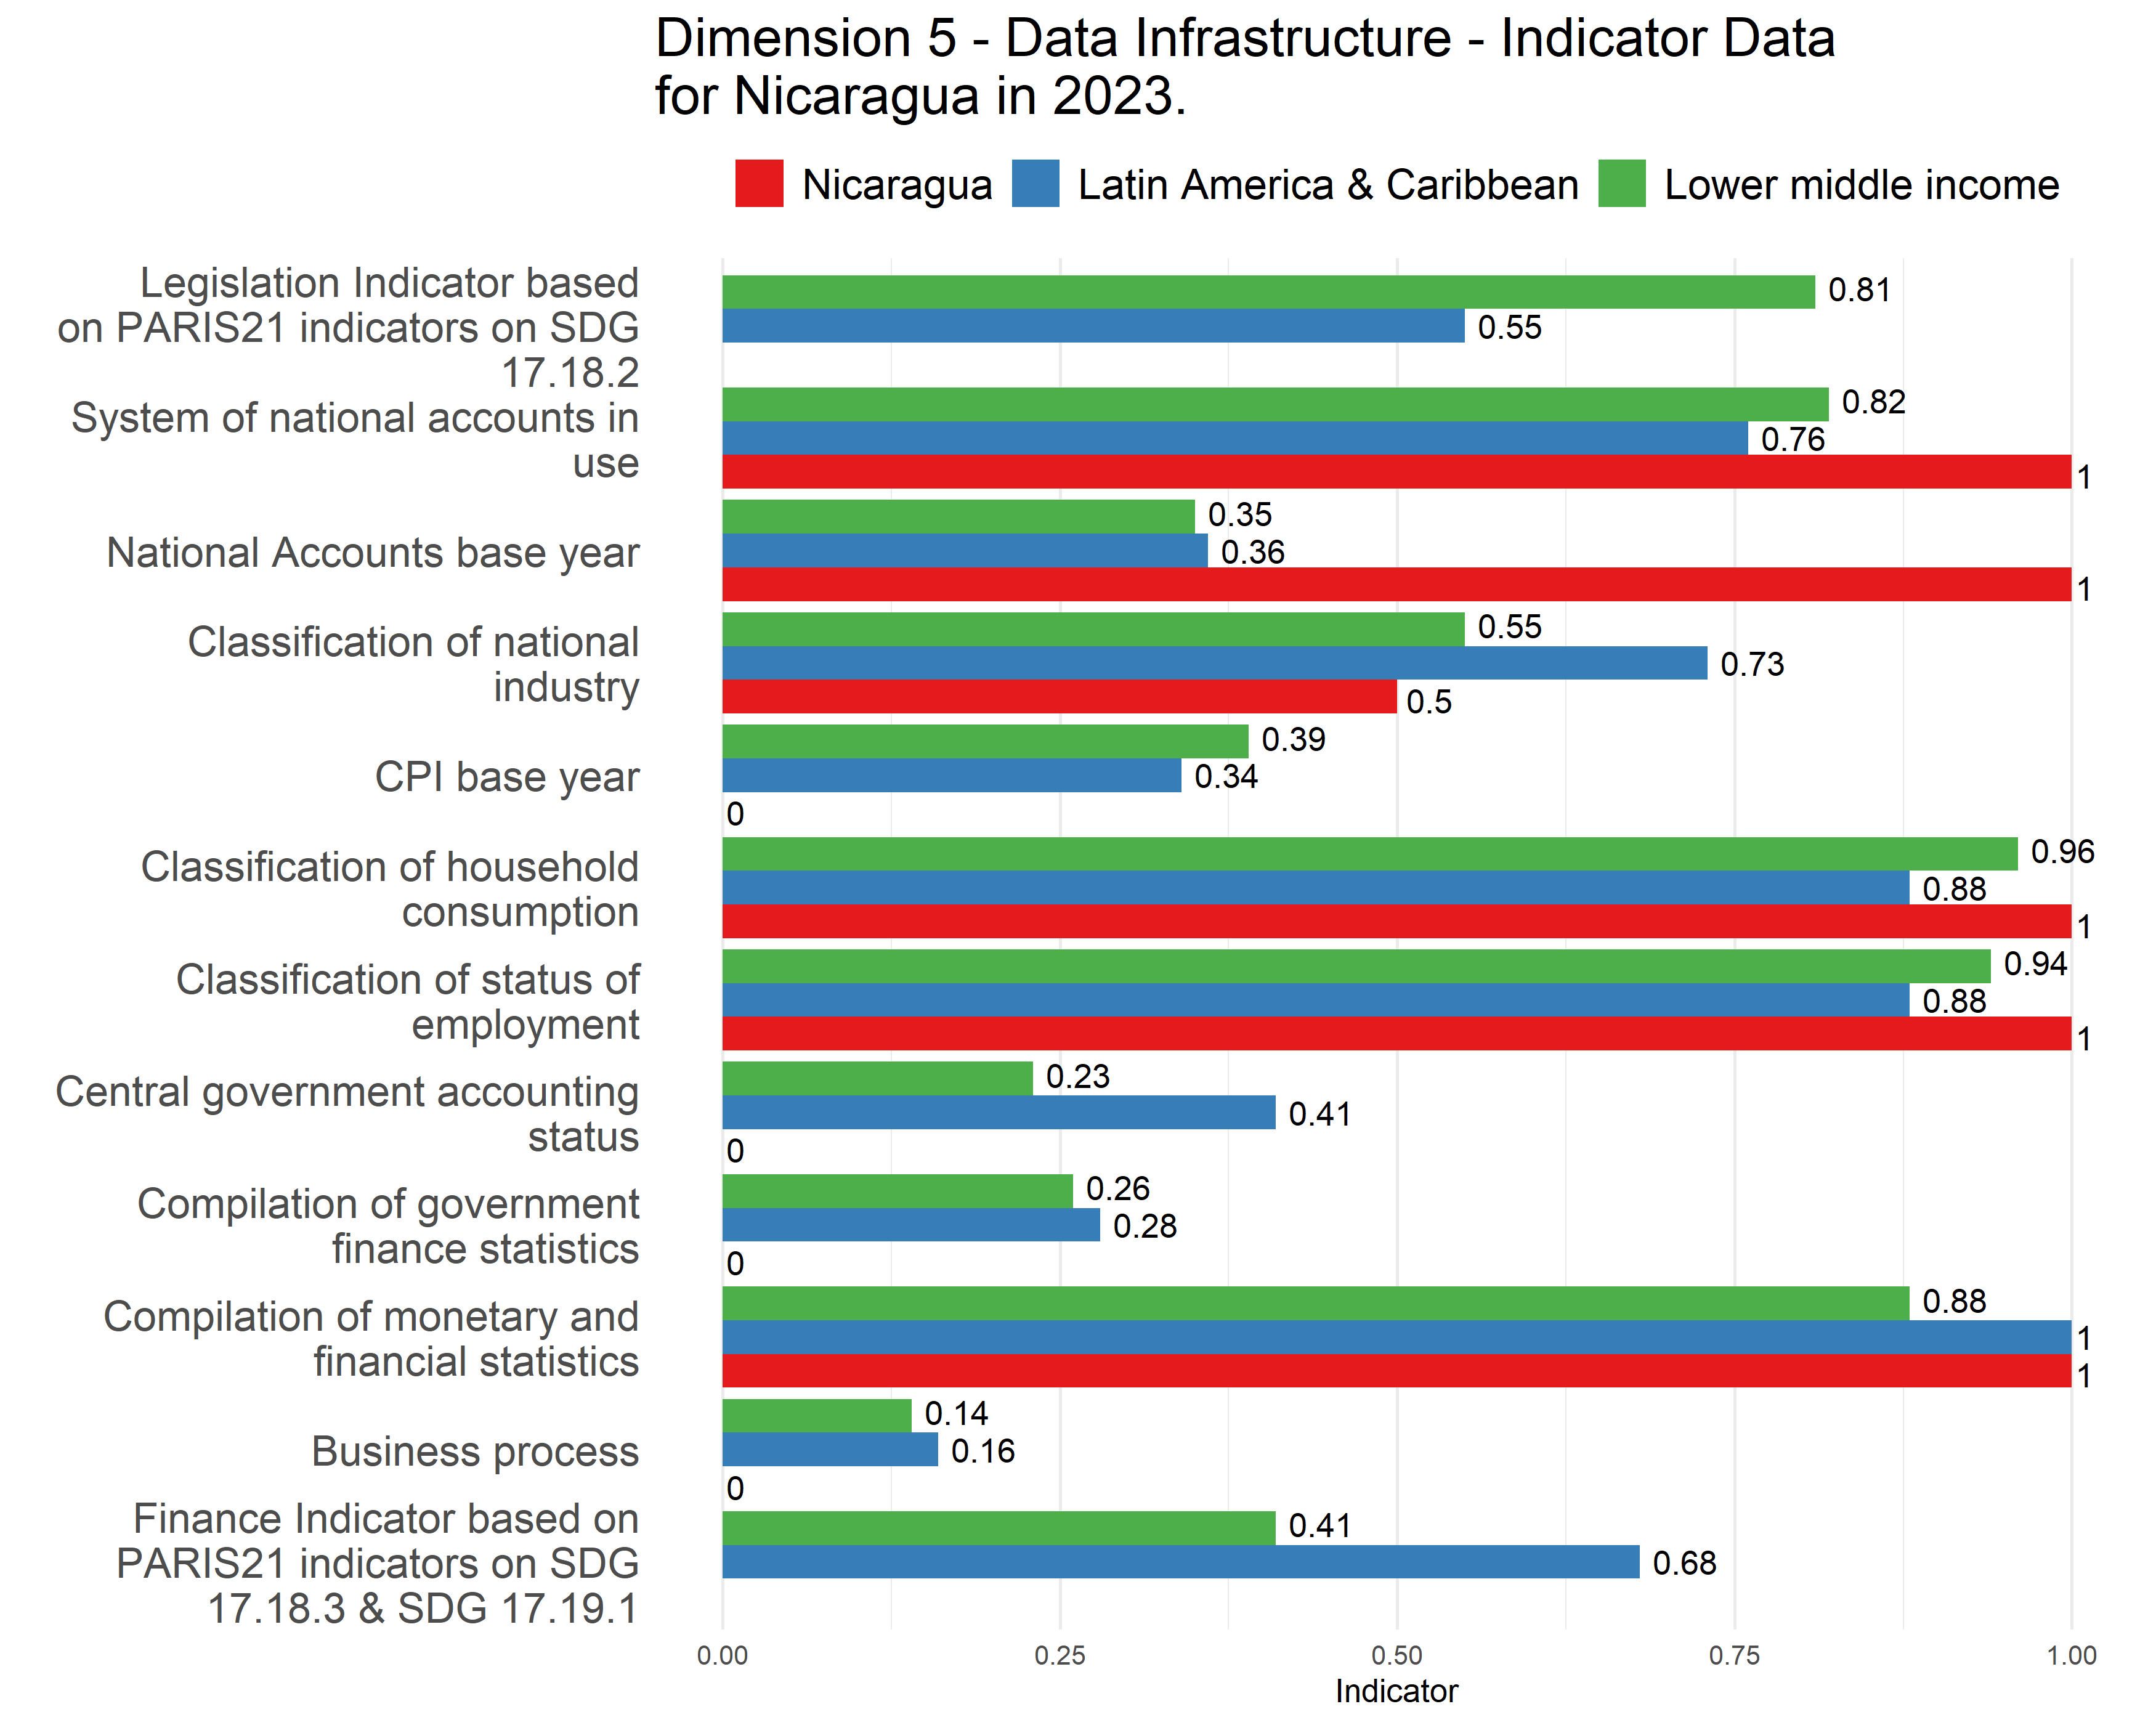 Dimension 5 - Data Infrastructure - Indicator Data
for Nicaragua in 2023.
Nicaragua
Latin America & Caribbean
Lower middle income
Legislation Indicator based
on PARIS21 indicators on SDG
17.18.2
0.81
0.55
System of national accounts in
use
0.82
0.76
1
National Accounts base year
0.35
0.36
1
Classification of national
industry
0.55
0.73
0.5
CPI base year
0.39
0.34
0
Classification of household
consumption
0.96
0.88
1
Classification of status of
employment
0.94
0.88
1
Central government accounting
status
0.23
0.41
0
Compilation of government
finance statistics
0.26
0.28
0
Compilation of monetary and
financial statistics
0.88
1
1
Business process
0.14
0.16
0
Finance Indicator based on
PARIS21 indicators on SDG
17.18.3 & SDG 17.19.1
0.41
0.68
0.00
0.25
0.50
0.75
1.00
Indicator